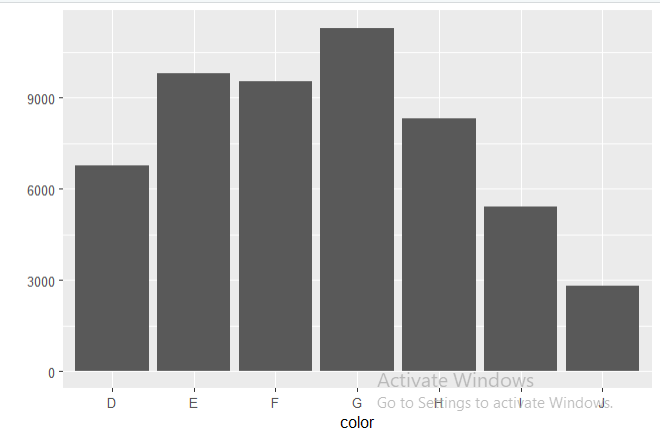 9000
6000
3000
0
D E F G H I J
color
Activate Windows
Go to Settings to activate Windows.